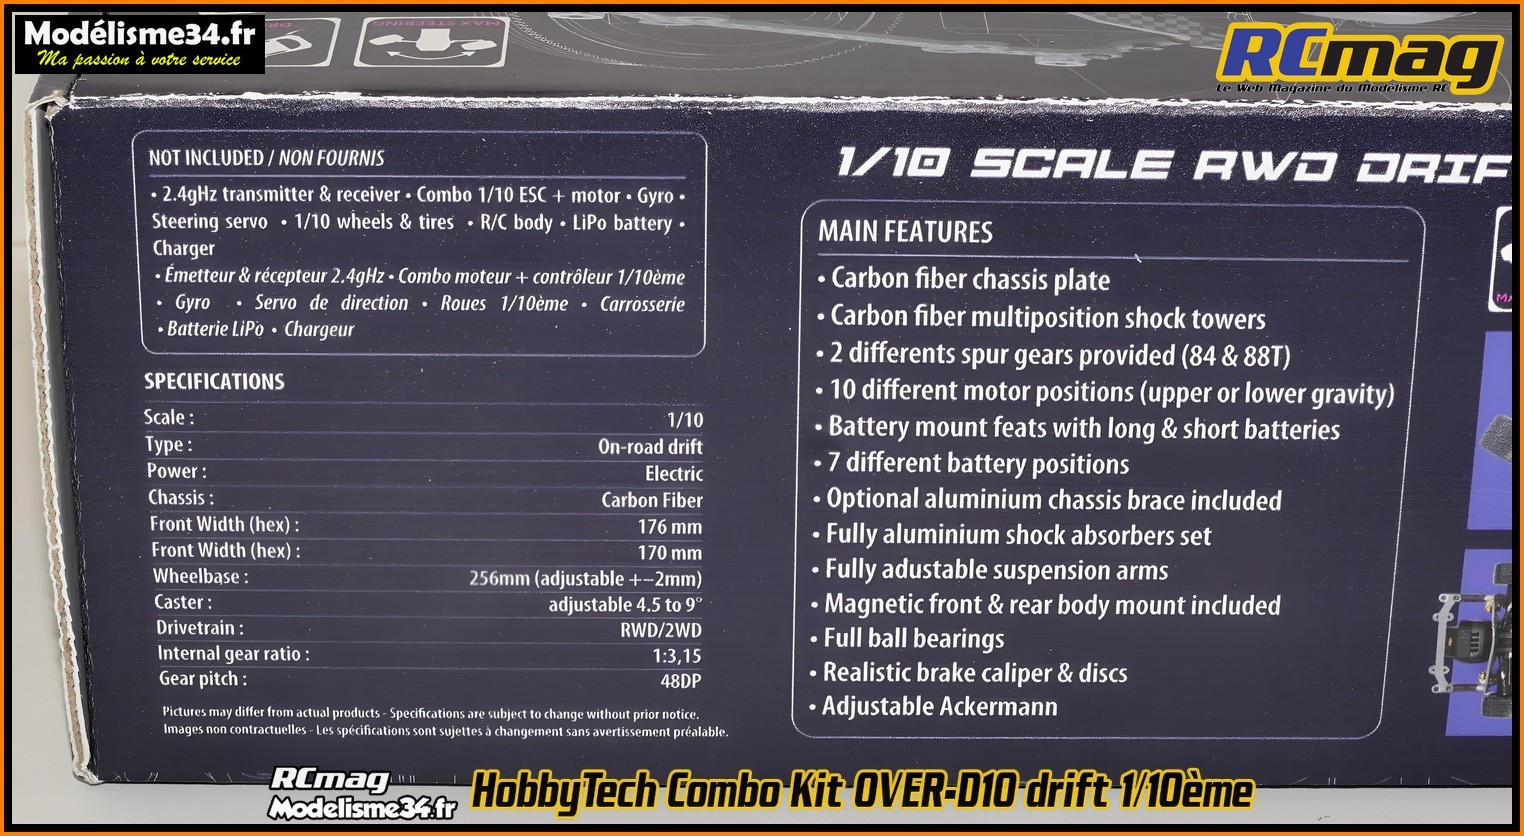 Modélisme34.fr
Ma passion à votre service
MAX STEERING
RCmag
Le Web Magazine du Modélisme RC
NOT INCLUDED / NON FOURNIS
• 2.4gHz transmitter & receiver • Combo 1/10 ESC + motor • Gyro •
Steering servo • 1/10 wheels & tires • R/C body • LiPo battery •
Charger
• Émetteur & récepteur 2.4gHz • Combo moteur + contrôleur 1/10ème
• Gyro • Servo de direction • Roues 1/10ème • Carrosserie
• Batterie LiPo • Chargeur
SPECIFICATIONS
Scale : 1/10
Type : On-road drift
Power : Electric
Chassis : Carbon Fiber
Front Width (hex) : 176 mm
Front Width (hex) : 170 mm
Wheelbase : 256mm (adjustable +-2mm)
Caster : adjustable 4.5 to 9°
Drivetrain : RWD/2WD
Internal gear ratio : 1:3,15
Gear pitch : 48DP
Pictures may differ from actual products - Specifications are subject to change without prior notice.
Images non contractuelles - Les spécifications sont sujettes à changement sans avertissement préalable.
1/10 SCALE RWD DRIF
MAIN FEATURES
• Carbon fiber chassis plate
• Carbon fiber multiposition shock towers
• 2 differents spur gears provided (84 & 88T)
• 10 different motor positions (upper or lower gravity)
• Battery mount feats with long & short batteries
• 7 different battery positions
• Optional aluminium chassis brace included
• Fully aluminium shock absorbers set
• Fully adustable suspension arms
• Magnetic front & rear body mount included
• Full ball bearings
• Realistic brake caliper & discs
• Adjustable Ackermann
RCmag
Modelisme34.fr
HobbyTech Combo Kit OVER-D10 drift 1/10ème